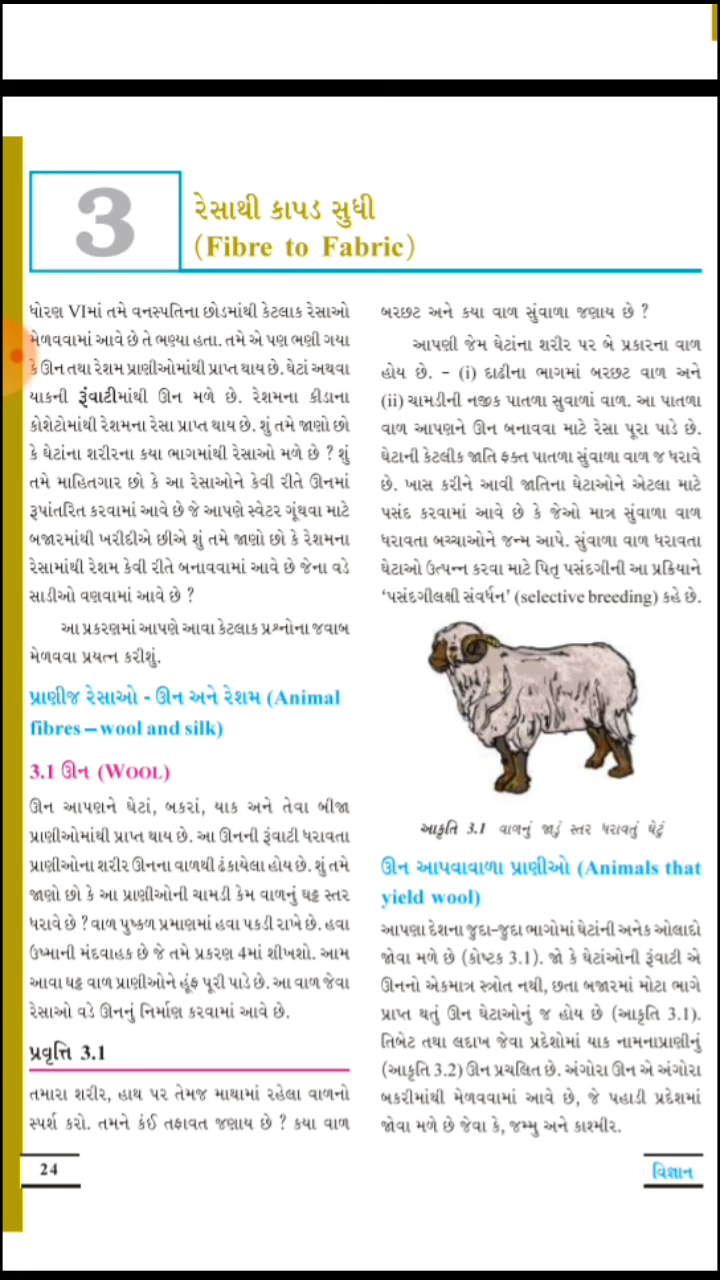 3
રેસાથી કાપડ સુધી
(Fibre to Fabric)
ધોરણ VIમાં તમે વનસ્પતિના છોડમાંથી કેટલાક રેસાઓ
મેળવવામાં આવે છે તે ભણ્યા હતા. તમે એ પણ ભણી ગયા
કે ઊન તથા રેશમ પ્રાણીઓમાંથી પ્રાપ્ત થાય છે. ઘેટાં અથવા
યાકની રૂંવાટીમાંથી ઊન મળે છે. રેશમના કીડાના
કોશેટોમાંથી રેશમના રેસા પ્રાપ્ત થાય છે. શું તમે જાણો છો
કે ઘેટાંના શરીરના કયા ભાગમાંથી રેસાઓ મળે છે ? શું
તમે માહિતગાર છો કે આ રેસાઓને કેવી રીતે ઊનમાં
રૂપાંતરિત કરવામાં આવે છે જે આપણે સ્વેટર ગૂંથવા માટે
બજારમાંથી ખરીદીએ છીએ શું તમે જાણો છો કે રેશમના
રેસામાંથી રેશમ કેવી રીતે બનાવવામાં આવે છે જેના વડે
સાડીઓ વણવામાં આવે છે ?
આ પ્રકરણમાં આપણે આવા કેટલાક પ્રશ્નોના જવાબ
મેળવવા પ્રયત્ન કરીશું.
પ્રાણીજ રેસાઓ - ઊન અને રેશમ (Animal
fibres – wool and silk)
3.1 ઊન (WOOL)
ઊન આપણને ઘેટાં, બકરાં, યાક અને તેવા બીજા
પ્રાણીઓમાંથી પ્રાપ્ત થાય છે. આ ઊનની રૂંવાટી ધરાવતા
પ્રાણીઓના શરીર ઊનના વાળથી ઢંકાયેલા હોય છે. શું તમે
જાણો છો કે આ પ્રાણીઓની ચામડી કેમ વાળનું ઘટ્ટ સ્તર
ધરાવે છે ? વાળ પુષ્કળ પ્રમાણમાં હવા પકડી રાખે છે. હવા
ઉષ્માની મંદવાહક છે જે તમે પ્રકરણ 4માં શીખશો. આમ
આવા ઘટ્ટ વાળ પ્રાણીઓને હૂંફ પૂરી પાડે છે. આ વાળ જેવા
રેસાઓ વડે ઊનનું નિર્માણ કરવામાં આવે છે.
પ્રવૃત્તિ 3.1
તમારા શરીર, હાથ પર તેમજ માથામાં રહેલા વાળનો
સ્પર્શ કરો. તમને કંઈ તફાવત જણાય છે ? કયા વાળ
બરછટ અને કયા વાળ સુંવાળા જણાય છે ?
આપણી જેમ ઘેટાંના શરીર પર બે પ્રકારના વાળ
હોય છે. – (i) દાઢીના ભાગમાં બરછટ વાળ અને
(ii) ચામડીની નજીક પાતળા સુવાળાં વાળ. આ પાતળા
વાળ આપણને ઊન બનાવવા માટે રેસા પૂરા પાડે છે.
ઘેટાની કેટલીક જાતિ ફક્ત પાતળા સુંવાળા વાળ જ ધરાવે
છે. ખાસ કરીને આવી જાતિના ઘેટાઓને એટલા માટે
પસંદ કરવામાં આવે છે કે જેઓ માત્ર સુંવાળા વાળ
ધરાવતા બચ્ચાઓને જન્મ આપે. સુંવાળા વાળ ધરાવતા
ઘેટાઓ ઉત્પન્ન કરવા માટે પિતૃ પસંદગીની આ પ્રક્રિયાને
‘પસંદગીલક્ષી સંવર્ધન’ (selective breeding) કહે છે.
આકૃતિ 3.1 વાળનું જાડું સ્તર ધરાવતું ઘેટું
ઊન આપવાવાળા પ્રાણીઓ (Animals that
yield wool)
આપણા દેશના જુદા-જુદા ભાગોમાં ઘેટાંની અનેક ઓલાદો
જોવા મળે છે (કોષ્ટક 3.1). જો કે ઘેટાંઓની રૂંવાટી એ
ઊનનો એકમાત્ર સ્ત્રોત નથી, છતા બજારમાં મોટા ભાગે
પ્રાપ્ત થતું ઊન ઘેટાઓનું જ હોય છે (આકૃતિ 3.1).
તિબેટ તથા લદાખ જેવા પ્રદેશોમાં યાક નામનાપ્રાણીનું
(આકૃતિ 3.2) ઊન પ્રચલિત છે. અંગોરા ઊન એ અંગોરા
બકરીમાંથી મેળવવામાં આવે છે, જે પહાડી પ્રદેશમાં
જોવા મળે છે જેવા કે, જમ્મુ અને કાશ્મીર.
24
વિજ્ઞાન